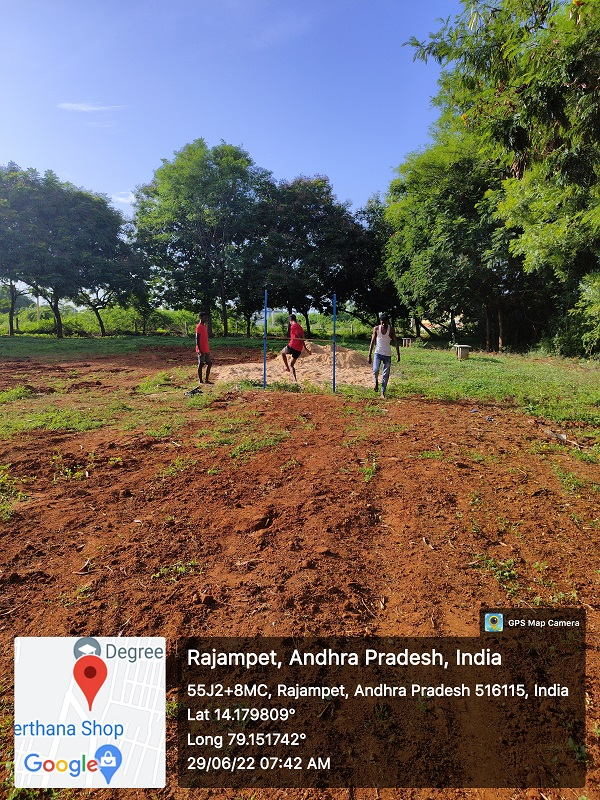 GPS Map Camera
Degree
erthana Shop
Google
Rajampet, Andhra Pradesh, India
55J2+8MC, Rajampet, Andhra Pradesh 516115, India
Lat 14.179809°
Long 79.151742°
29/06/22 07:42 AM